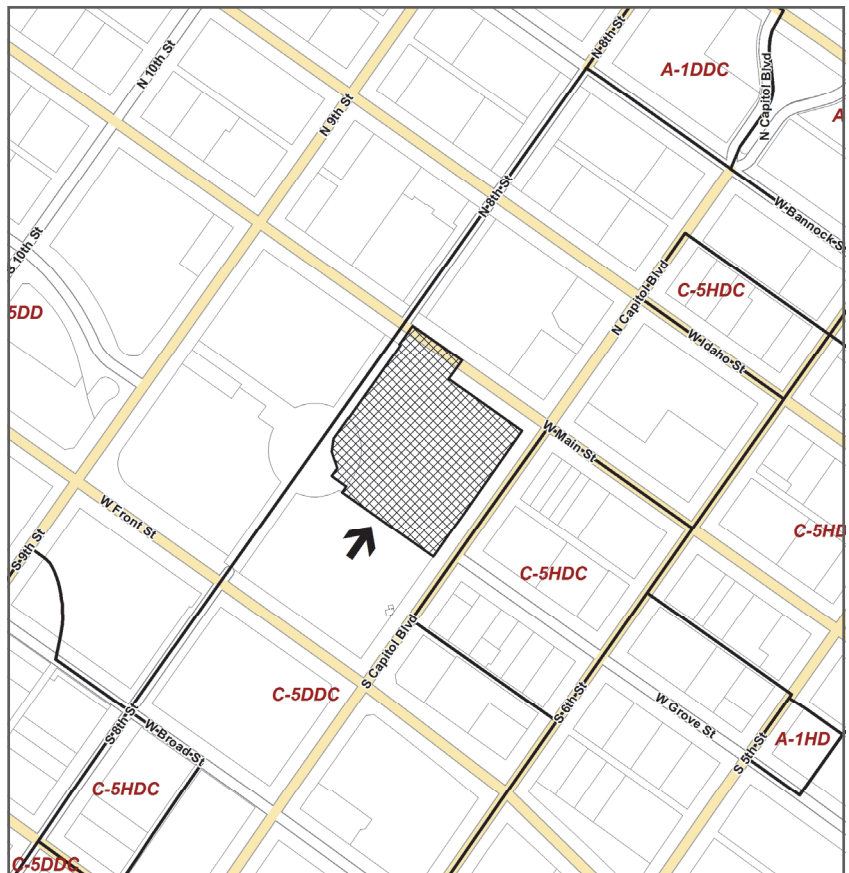 N 8th St
N 10th St
A-1DDC
N Capitol Blvd
N 9th St
A
N 8th St
W Bannock St
S 10th St
N Capitol Blvd
C-5HDC
5DD
W Idaho St
W Main St
W Front St
C-5HD
S 9th St
C-5HDC
S Capitol Blvd
C-5DDC
S 6th St
W Grove St
S 8th St
W Broad St
S 5th St
A-1HD
C-5HDC
C-5DDC